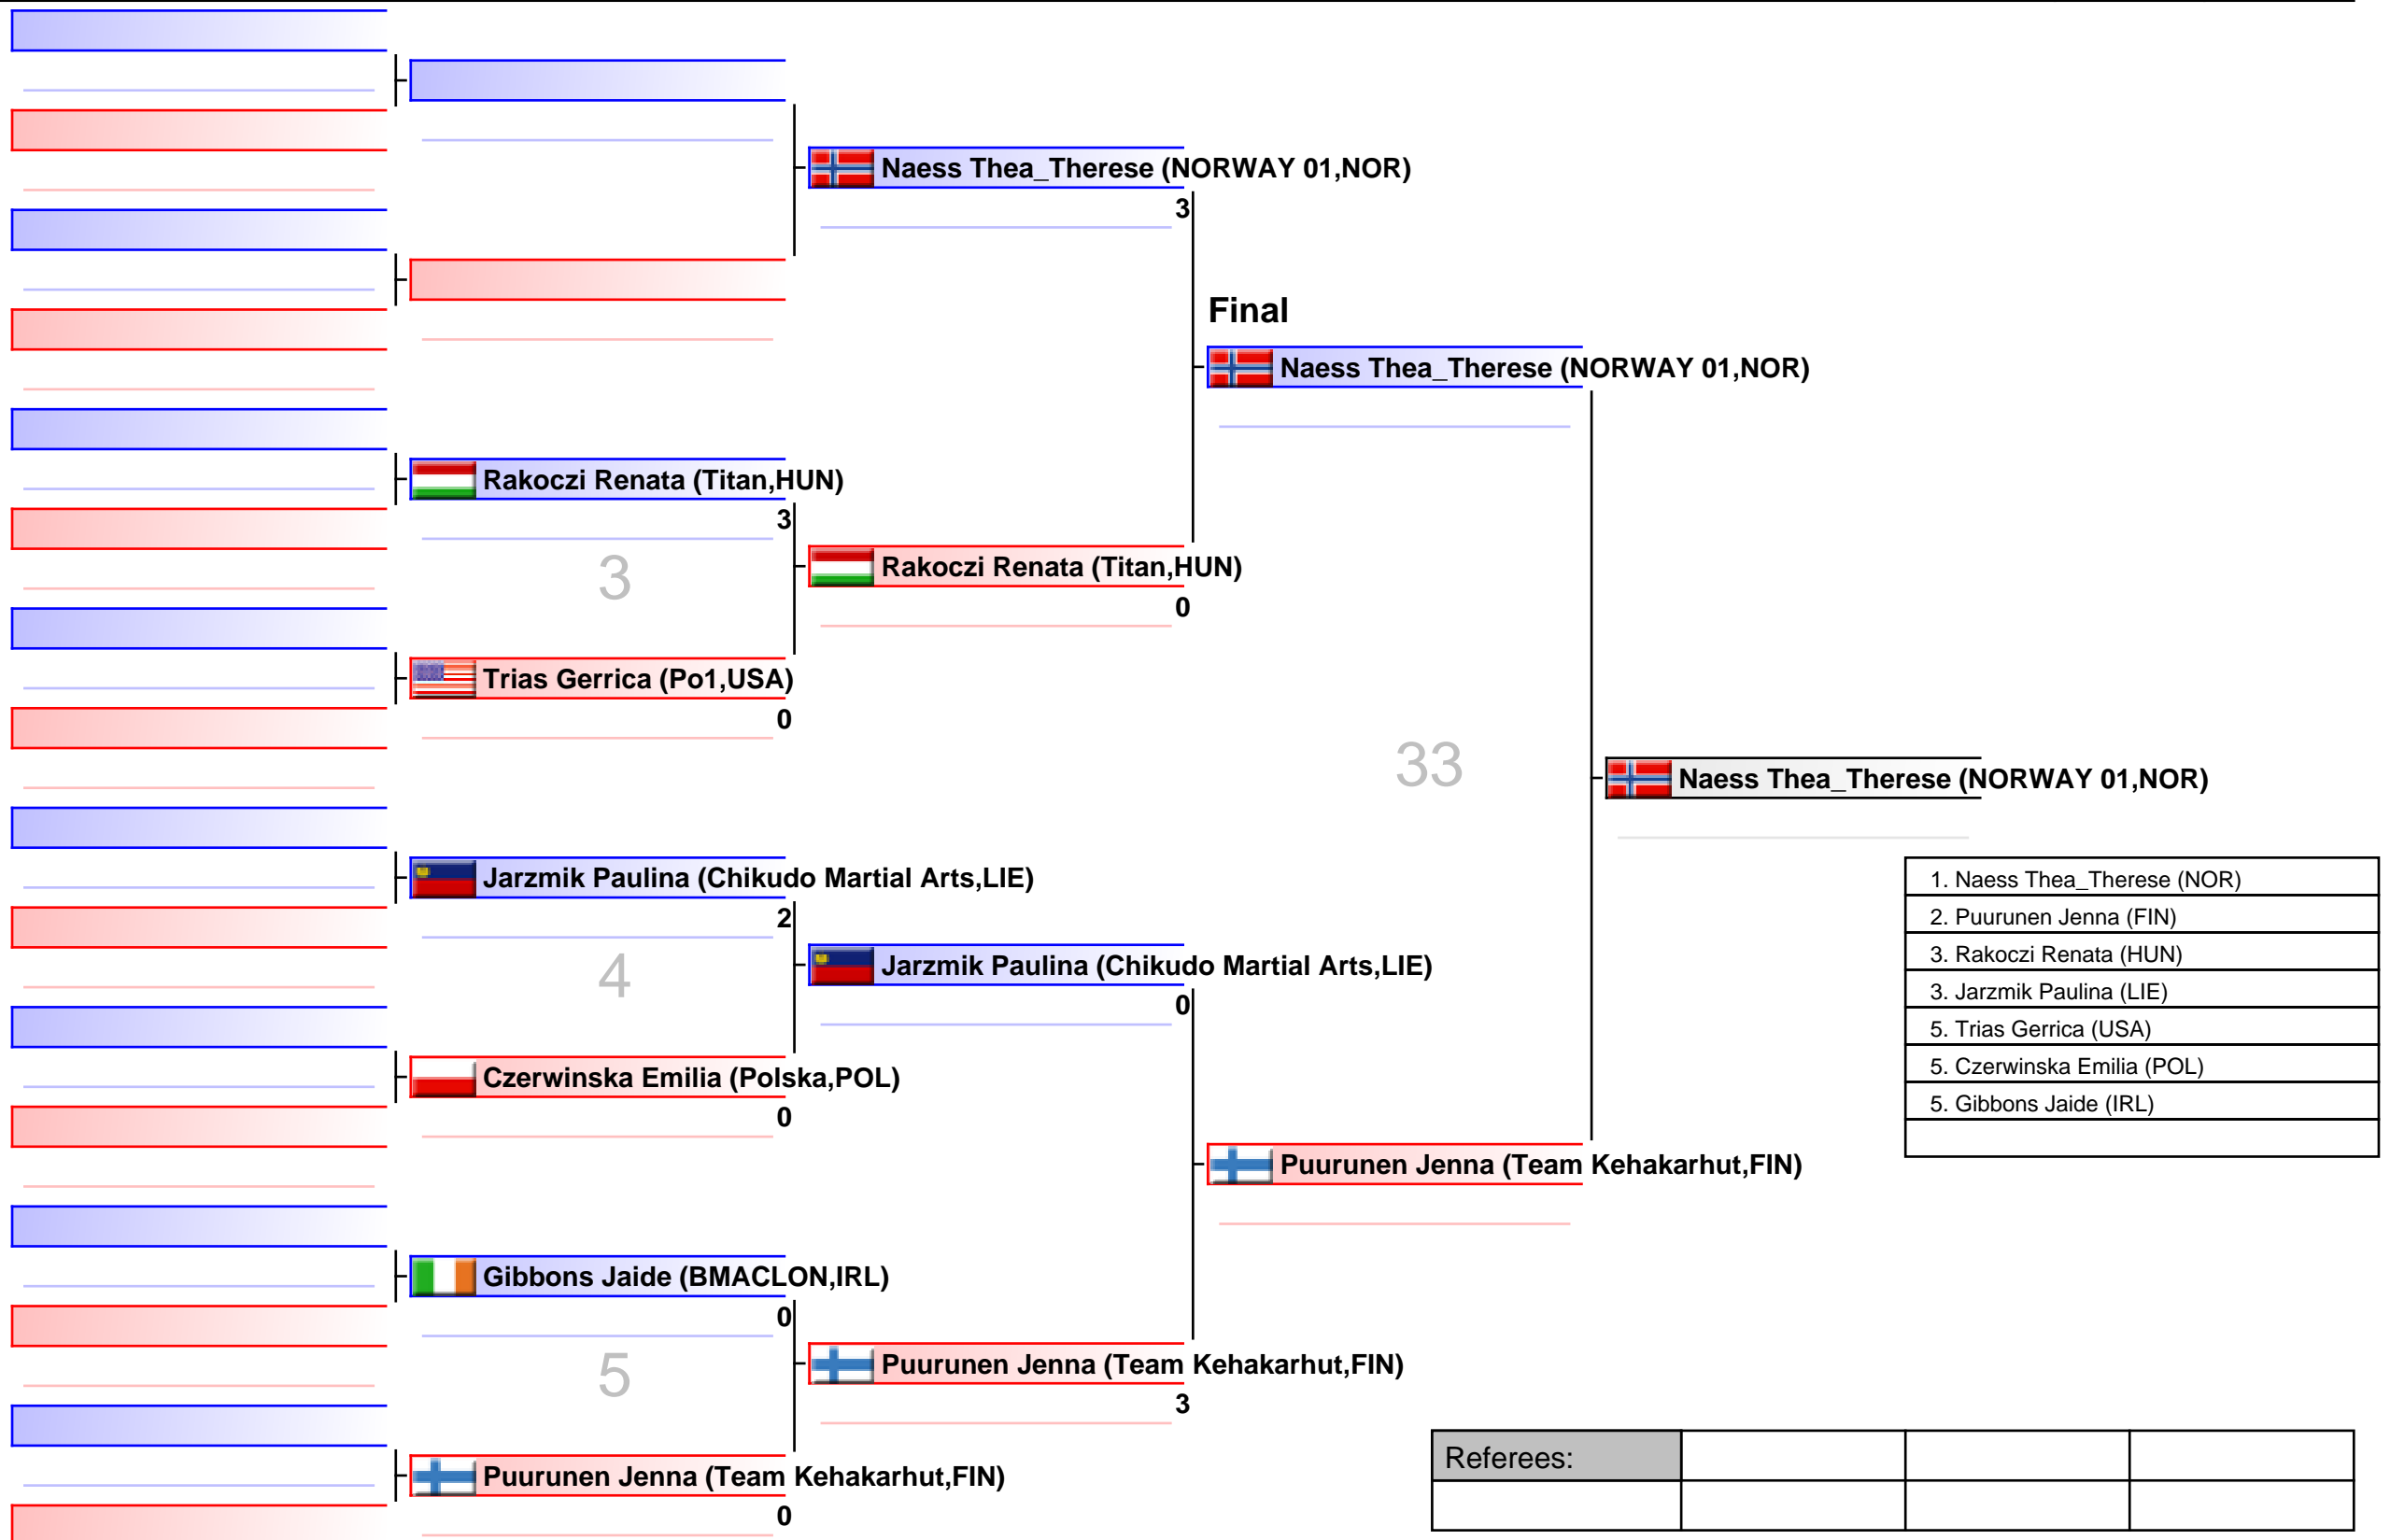 Naess Thea_Therese (NORWAY 01,NOR)
3
Final
Naess Thea_Therese (NORWAY 01,NOR)
Rakoczi Renata (Titan,HUN)
3
3
Rakoczi Renata (Titan,HUN)
0
Trias Gerrica (Po1,USA)
0
33
Naess Thea_Therese (NORWAY 01,NOR)
Jarzmik Paulina (Chikudo Martial Arts,LIE)
2
4
Jarzmik Paulina (Chikudo Martial Arts,LIE)
0
Czerwinska Emilia (Polska,POL)
0
Puurunen Jenna (Team Kehakarhut,FIN)
Gibbons Jaide (BMACLON,IRL)
0
5
Puurunen Jenna (Team Kehakarhut,FIN)
3
Puurunen Jenna (Team Kehakarhut,FIN)
0
1. Naess Thea_Therese (NOR)
2. Puurunen Jenna (FIN)
3. Rakoczi Renata (HUN)
3. Jarzmik Paulina (LIE)
5. Trias Gerrica (USA)
5. Czerwinska Emilia (POL)
5. Gibbons Jaide (IRL)
Referees: